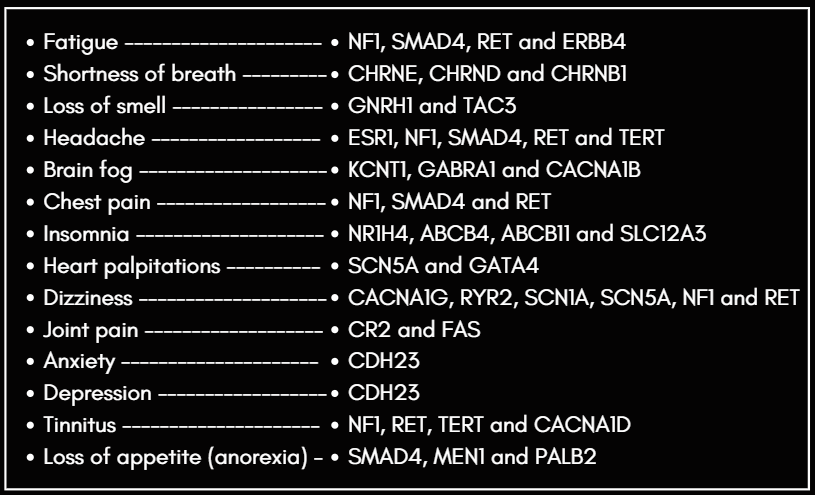 • Fatigue --------------------- • NF1, SMAD4, RET and ERBB4
• Shortness of breath --------- • CHRNE, CHRND and CHRNB1
• Loss of smell ---------------- • GNRH1 and TAC3
• Headache ------------------ • ESR1, NF1, SMAD4, RET and TERT
• Brain fog -------------------- • KCNT1, GABRA1 and CACNA1B
• Chest pain ------------------ • NF1, SMAD4 and RET
• Insomnia -------------------- • NR1H4, ABCB4, ABCB11 and SLC12A3
• Heart palpitations ---------- • SCN5A and GATA4
• Dizziness -------------------- • CACNA1G, RYR2, SCN1A, SCN5A, NF1 and RET
• Joint pain ------------------- • CR2 and FAS
• Anxiety --------------------- • CDH23
• Depression ------------------ • CDH23
• Tinnitus --------------------- • NF1, RET, TERT and CACNA1D
• Loss of appetite (anorexia) - • SMAD4, MEN1 and PALB2